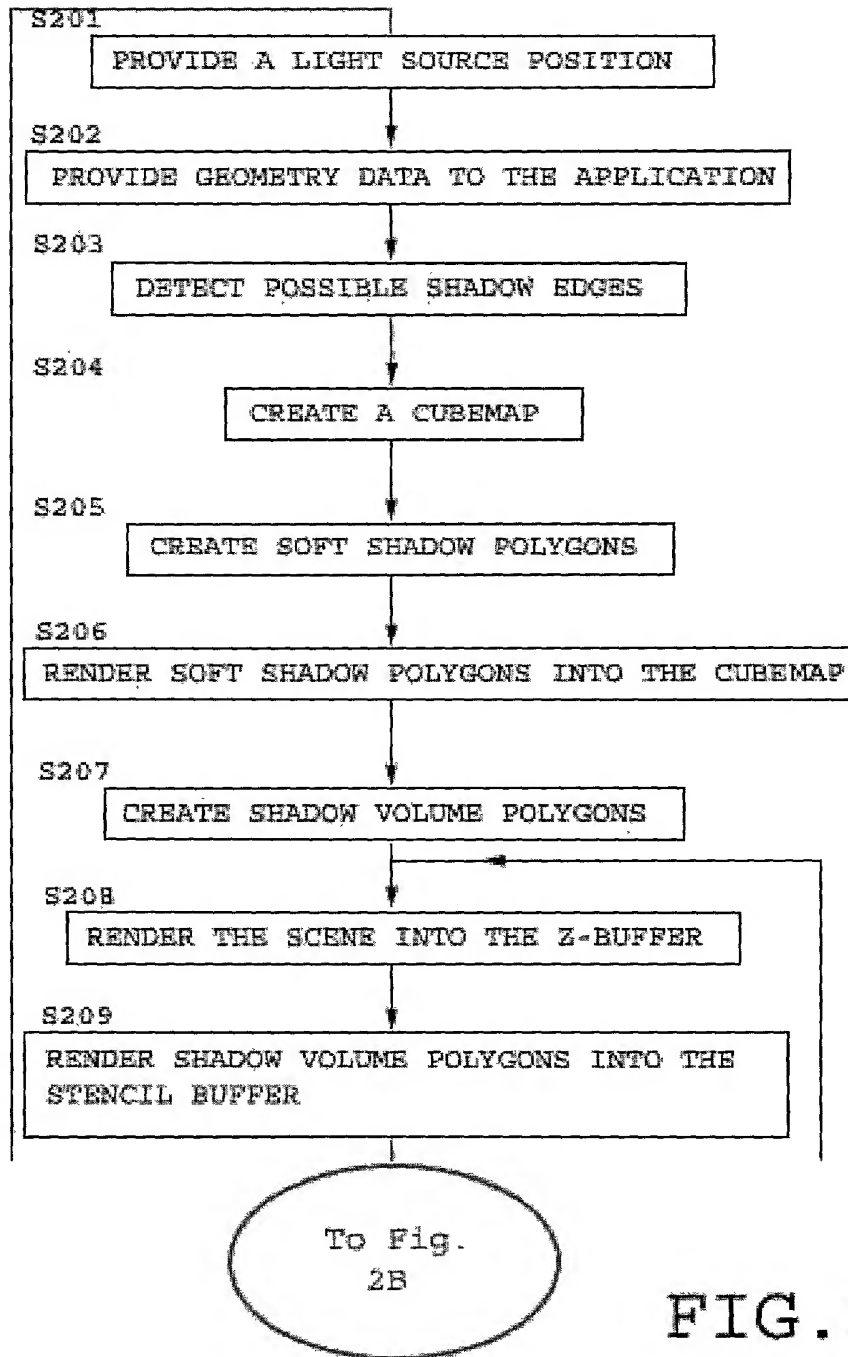 S201
PROVIDE A LIGHT SOURCE POSITION
S202
PROVIDE GEOMETRY DATA TO THE APPLICATION
S203
DETECT POSSIBLE SHADOW EDGES
S204
CREATE A CUBEMAP
S205
CREATE SOFT SHADOW POLYGONS
S206
RENDER SOFT SHADOW POLYGONS INTO THE CUBEMAP
S207
CREATE SHADOW VOLUME POLYGONS
S208
RENDER THE SCENE INTO THE Z-BUFFER
S209
RENDER SHADOW VOLUME POLYGONS INTO THE
STENCIL BUFFER
To Fig.
2B
FIG.